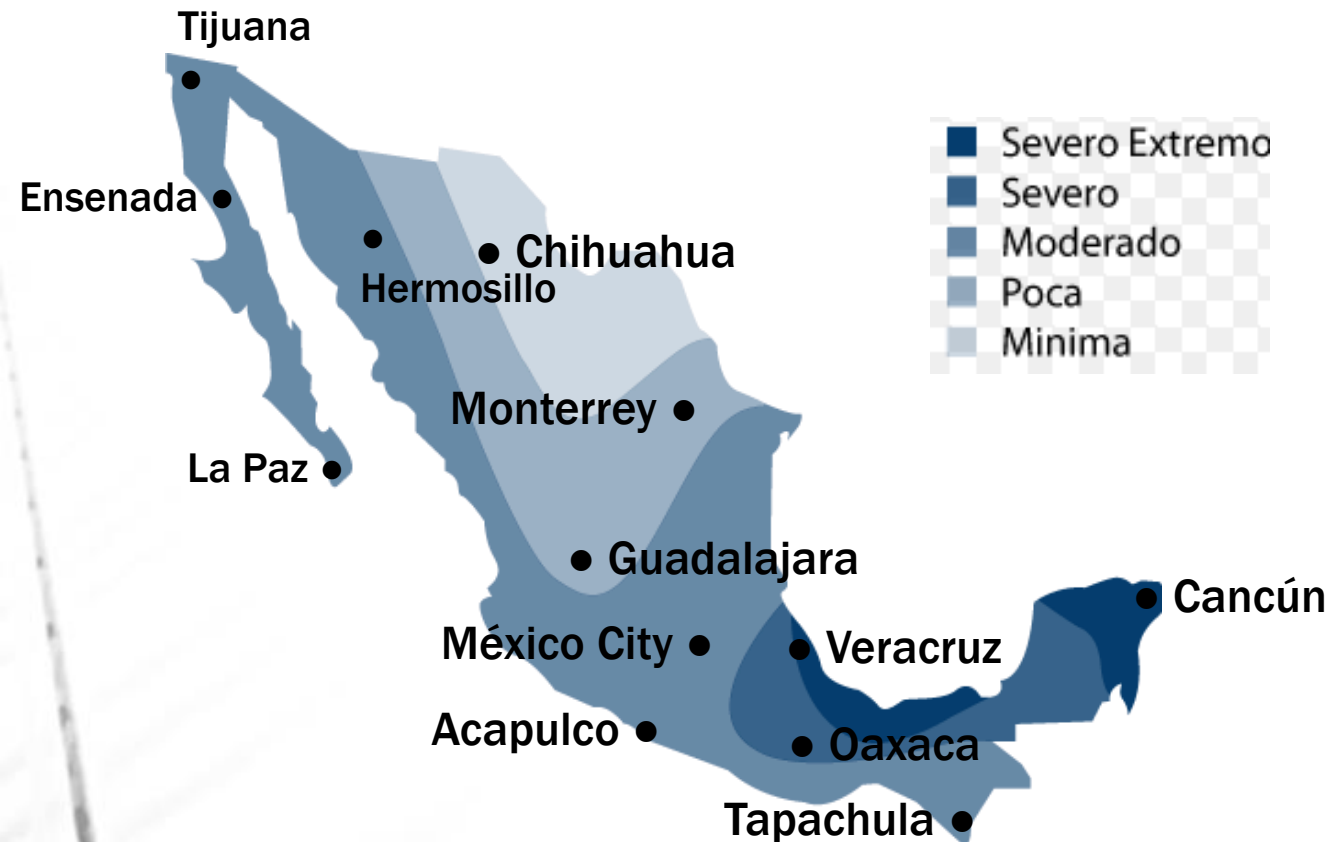 Tijuana
Severo Extremo
Severo
Ensenada
Moderado
Chihuahua
Hermosillo
Poca
Minima
Monterrey
La Paz
Guadalajara
Cancún
México City
Veracruz
Acapulco
Oaxaca
Tapachula